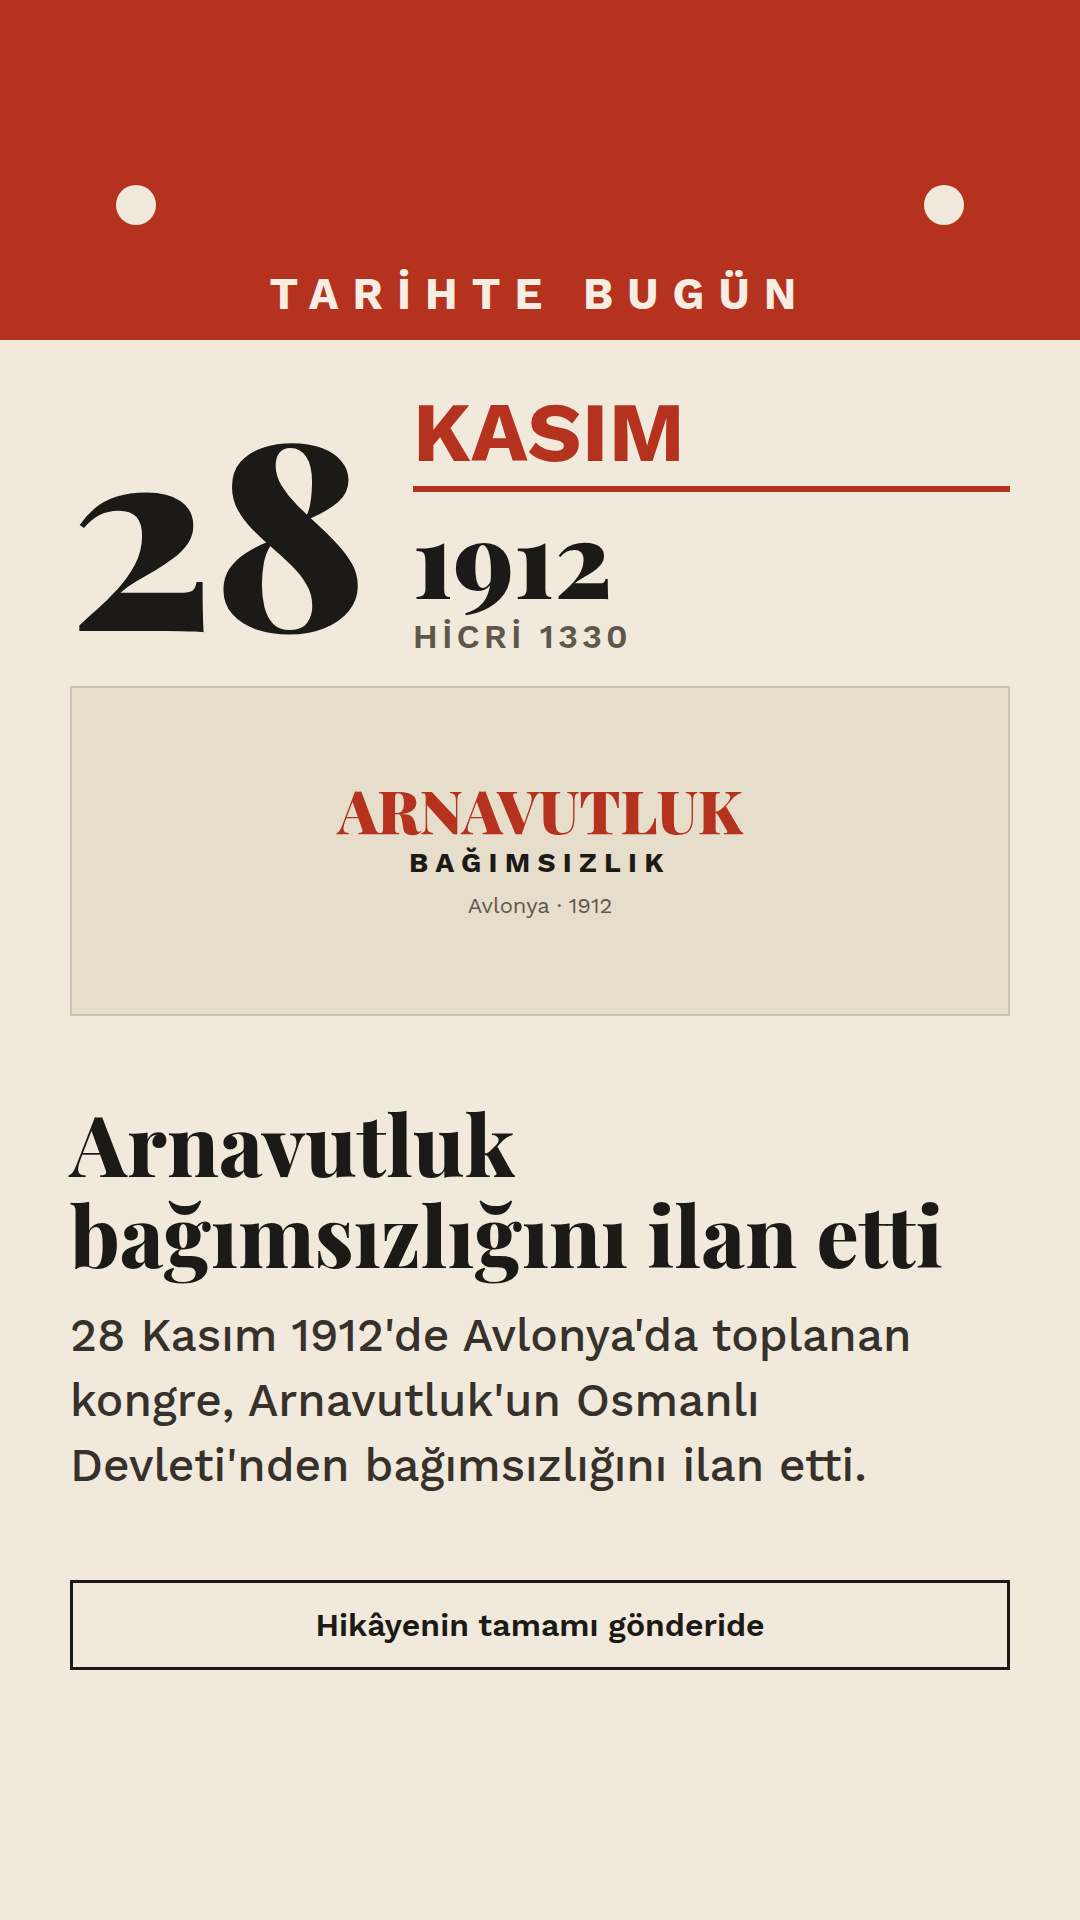 TARİHTE BUGÜN
28
KASIM
1912
HİCRİ 1330
ARNAVUTLUK
BAĞIMSIZLIK
Avlonya · 1912
Arnavutluk
bağımsızlığını ilan etti
28 Kasım 1912'de Avlonya'da toplanan
kongre, Arnavutluk'un Osmanlı
Devleti'nden bağımsızlığını ilan etti.
Hikâyenin tamamı gönderide